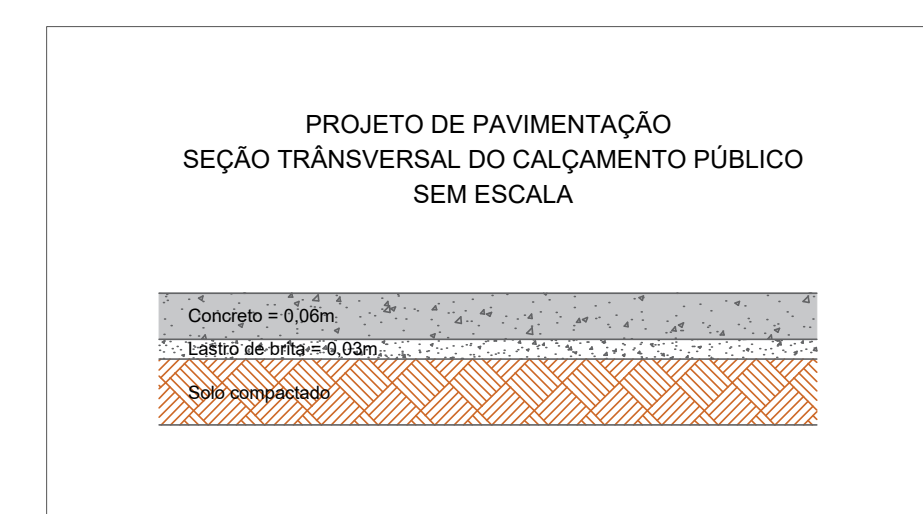 PROJETO DE PAVIMENTAÇÃO
SEÇÃO TRÂNSVERSAL DO CALÇAMENTO PÚBLICO
SEM ESCALA
Concreto = 0,06m
Lastro de brita = 0,03m
Solo compactado